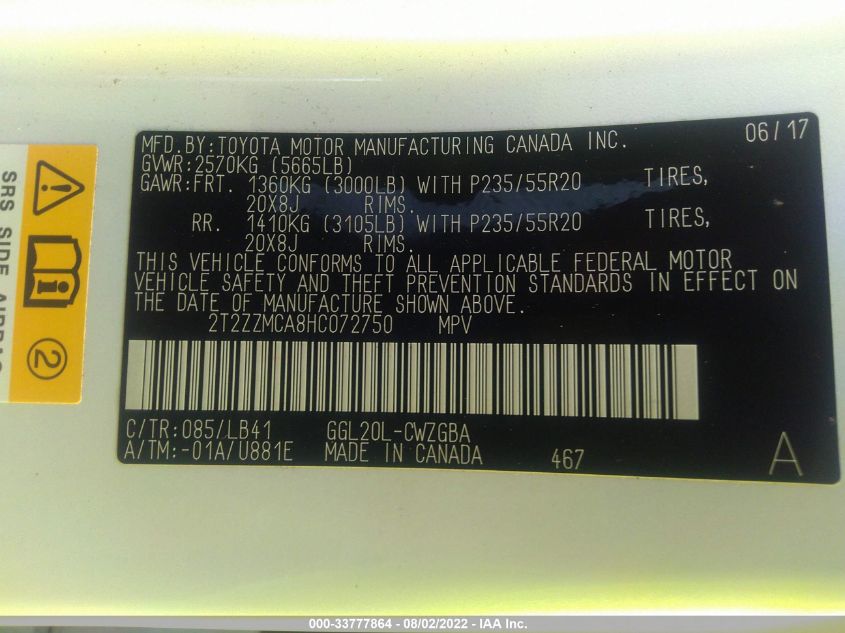 MFD.BY:TOYOTA MOTOR MANUFACTURING CANADA INC. 06/17
GVWR:2570KG (5665LB)
GAWR:FRT. 1360KG (3000LB) WITH P235/55R20 TIRES,
20X8J RIMS.
RR. 1410KG (3105LB) WITH P235/55R20 TIRES,
20X8J RIMS.
THIS VEHICLE CONFORMS TO ALL APPLICABLE FEDERAL MOTOR
VEHICLE SAFETY AND THEFT PREVENTION STANDARDS IN EFFECT ON
THE DATE OF MANUFACTURE SHOWN ABOVE.
2T2ZZMCA8HC072750 MPV
C/TR:085/LB41 GGL20L-CWZGBA
A/TM:-01A/U881E MADE IN CANADA 467 A
SRS SIDE
2
000-33777864 - 08/02/2022 - IAA Inc.